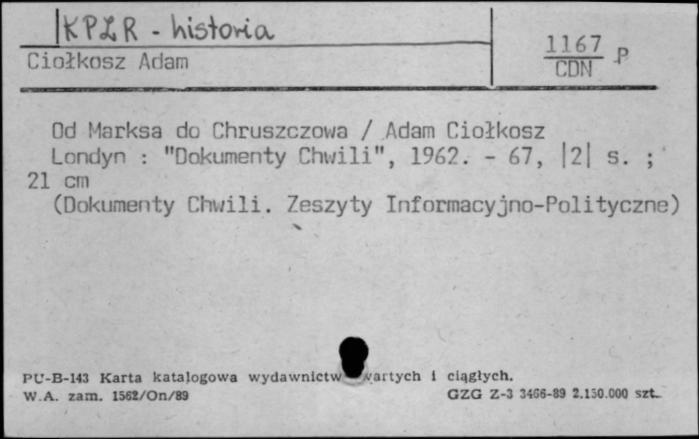 KPZR - historia
Ciołkosz Adam
1167 P
CDN
Od Marksa do Chruszczowa / Adam Ciołkosz
Londyn : "Dokumenty Chwili", 1962. - 67, |2| s. ;
21 cm
(Dokumenty Chwili. Zeszyty Informacyjno-Polityczne)
PU-B-143 Karta katalogowa wydawnictw wartych i ciągłych.
W.A. zam. 1562/On/89 GZG Z-3 3466-89 2.150.000 szt.